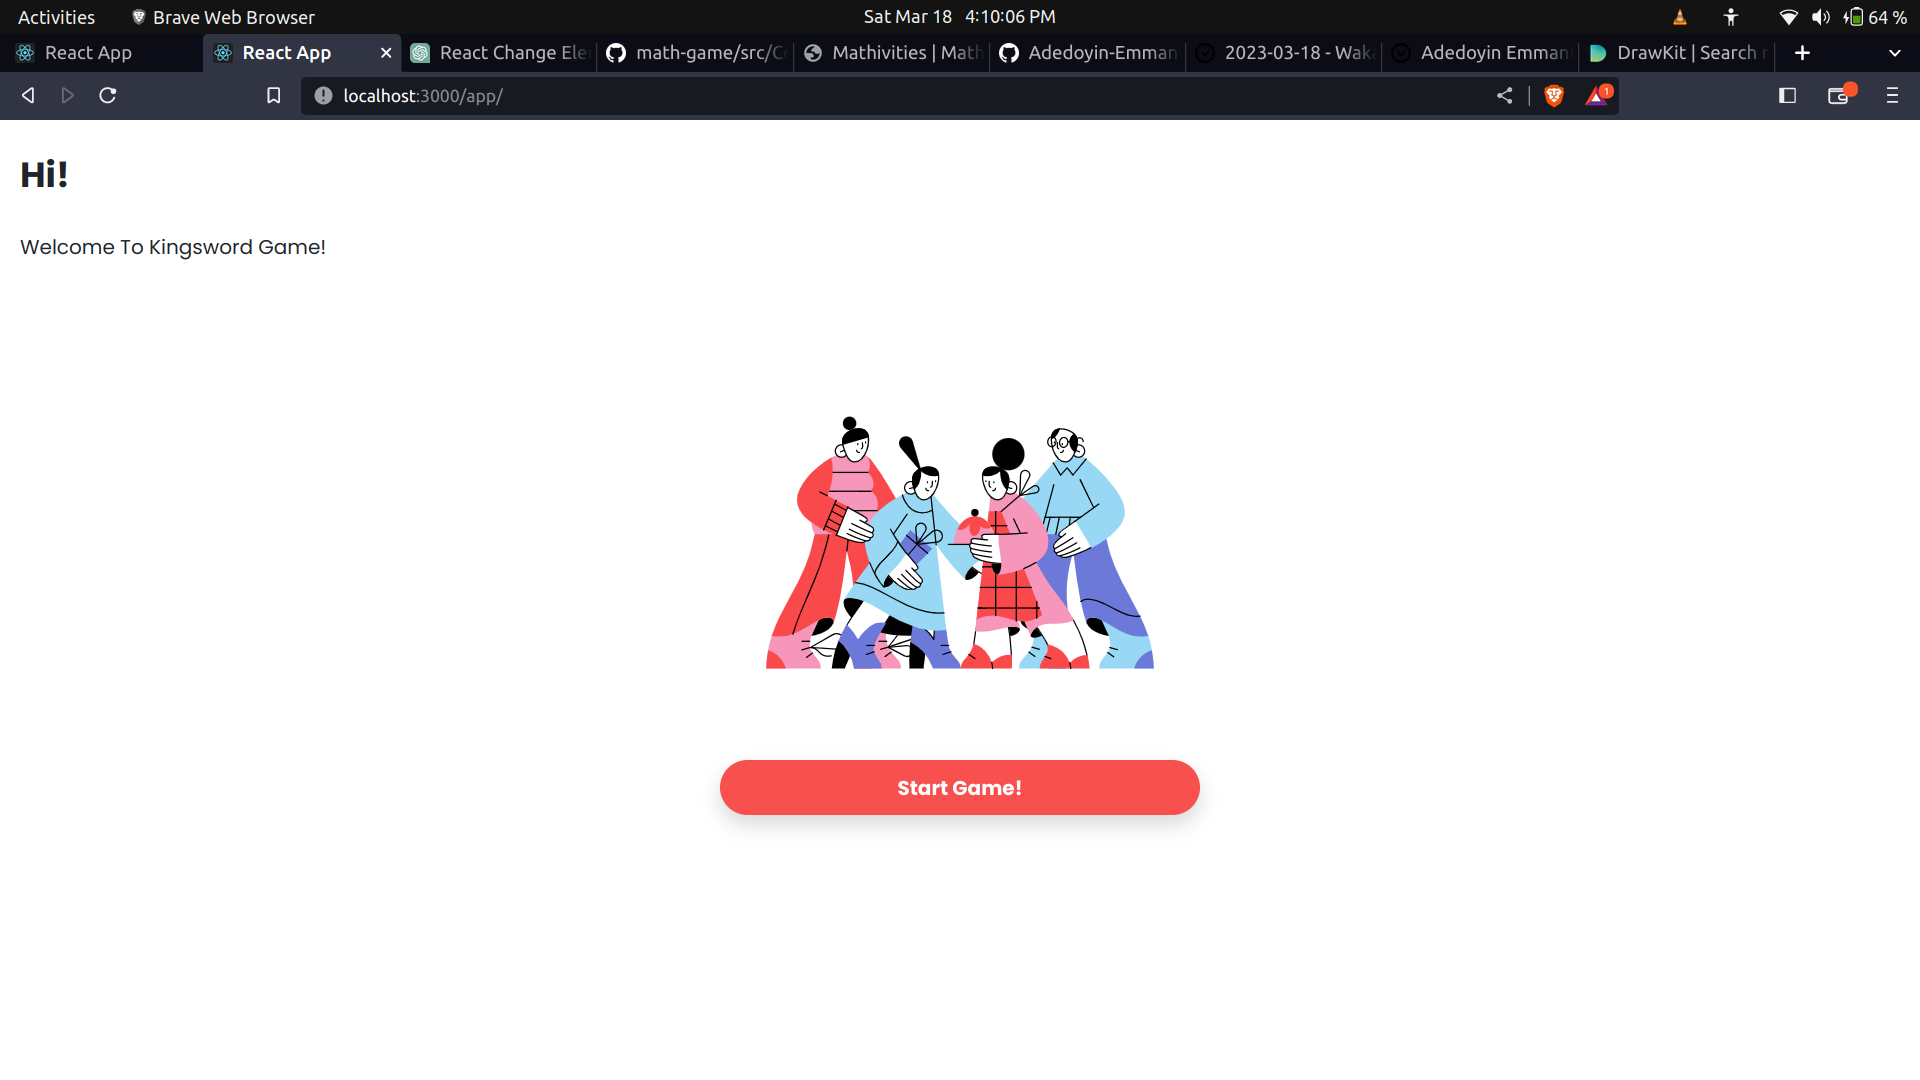 Activities Brave Web Browser Sat Mar 18 4:10:06 PM 64 %
React App React App React Change Ele math-game/src/C Mathivities | Math Adedoyin-Emman 2023-03-18 - Waka Adedoyin Emman DrawKit | Search
localhost:3000/app/ 1
Hi!
Welcome To Kingsword Game!
Start Game!